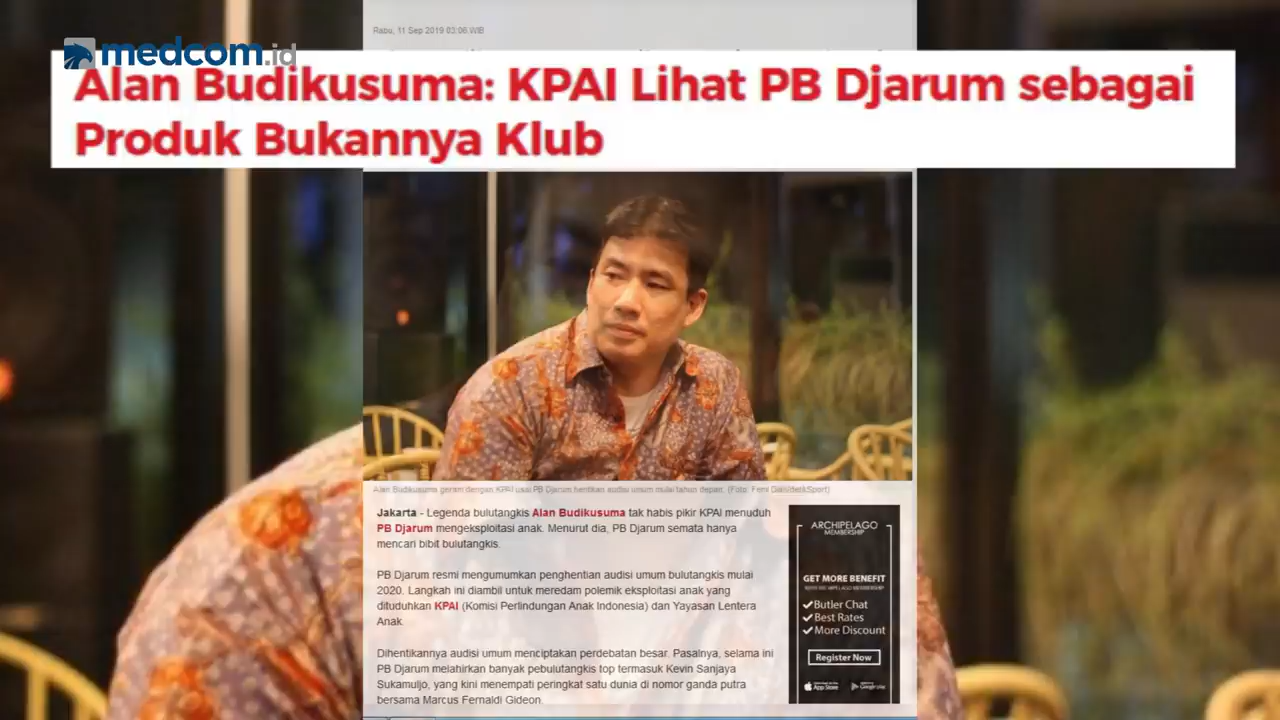 Rabu, 11 Sep 2019 03:06 WIB
medcom.id
Alan Budikusuma: KPAI Lihat PB Djarum sebagai
Produk Bukannya Klub
Alan Budikusuma geram dengan KPAI usai PB Djarum hentikan audisi umum mulai tahun depan. (Foto: Femi Diah/detikSport)
Jakarta - Legenda bulutangkis Alan Budikusuma tak habis pikir KPAI menuduh
PB Djarum mengeksploitasi anak. Menurut dia, PB Djarum semata hanya
mencari bibit bulutangkis.
PB Djarum resmi mengumumkan penghentian audisi umum bulutangkis mulai
2020. Langkah ini diambil untuk meredam polemik eksploitasi anak yang
dituduhkan KPAI (Komisi Perlindungan Anak Indonesia) dan Yayasan Lentera
Anak.
Dihentikannya audisi umum menciptakan perdebatan besar. Pasalnya, selama ini
PB Djarum melahirkan banyak pebulutangkis top termasuk Kevin Sanjaya
Sukamuljo, yang kini menempati peringkat satu dunia di nomor ganda putra
bersama Marcus Fernaldi Gideon.
ARCHIPELAGO
MEMBERSHIP
GET MORE BENEFIT
WITH ARCHIPELAGO MEMBERSHIP
Butler Chat
Best Rates
More Discount
Register Now
App Store
Google play